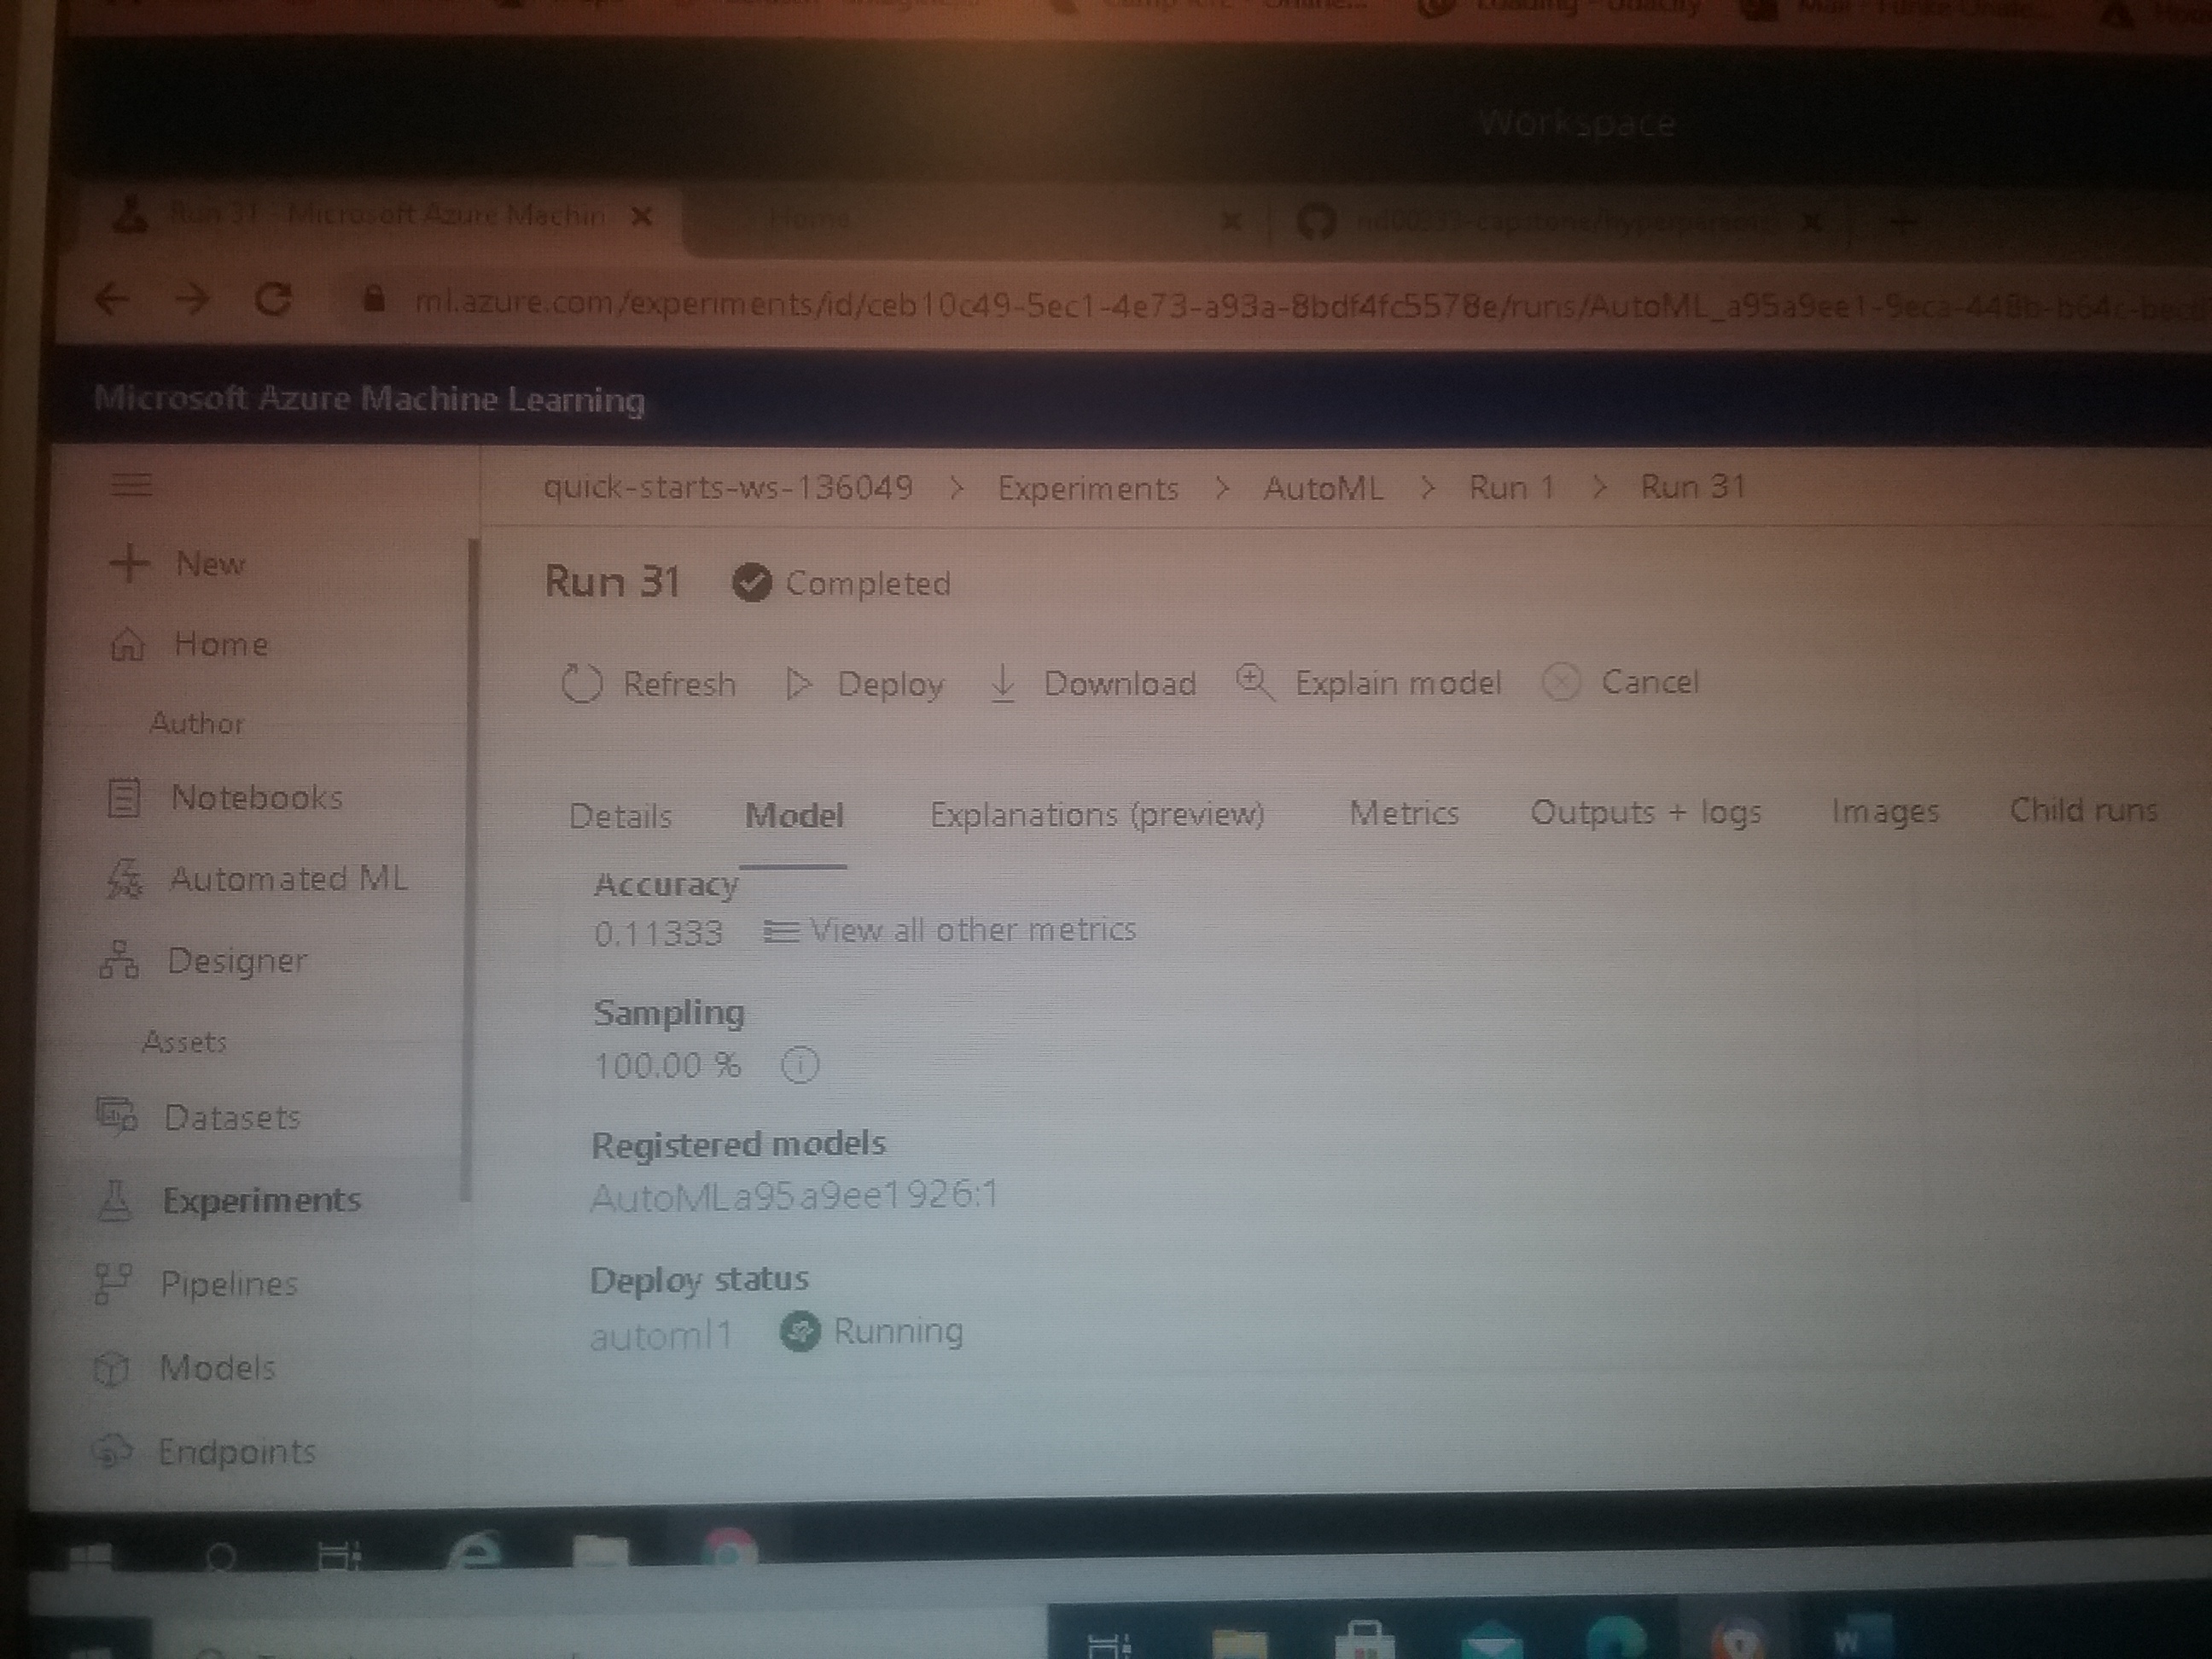 Workspace
Run 31 - Microsoft Azure Machin
Home
ml.azure.com/experiments/id/ceb10c49-5ec1-4e73-a93a-8bdf4fc5578e/runs/AutoML_a95a9ee1-9eca-448b-b64c-
Microsoft Azure Machine Learning
quick-starts-ws-136049 > Experiments > AutoML > Run 1 > Run 31
New
Run 31 Completed
Home
Refresh Deploy Download Explain model Cancel
Author
Notebooks
Details Model Explanations (preview) Metrics Outputs + logs Images Child runs
Automated ML
Accuracy
0.11333 View all other metrics
Designer
Sampling
100.00 %
Assets
Datasets
Registered models
AutoMLa95a9ee1926:1
Experiments
Pipelines
Deploy status
automl1 Running
Models
Endpoints